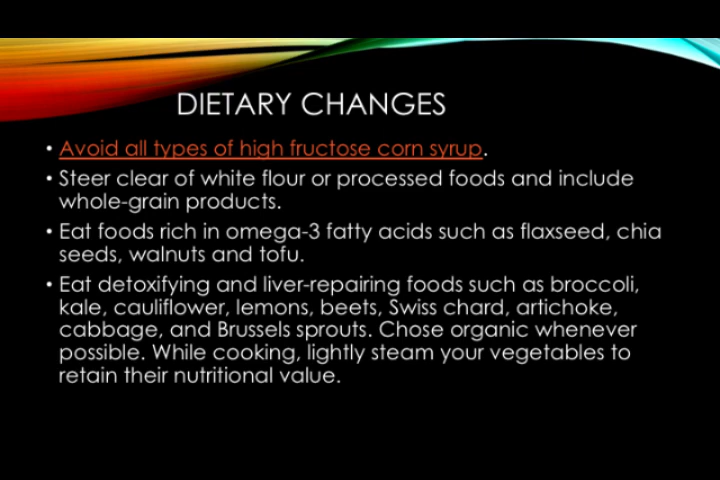 DIETARY CHANGES
• Avoid all types of high fructose corn syrup.
• Steer clear of white flour or processed foods and include
whole-grain products.
• Eat foods rich in omega-3 fatty acids such as flaxseed, chia
seeds, walnuts and tofu.
• Eat detoxifying and liver-repairing foods such as broccoli,
kale, cauliflower, lemons, beets, Swiss chard, artichoke,
cabbage, and Brussels sprouts. Chose organic whenever
possible. While cooking, lightly steam your vegetables to
retain their nutritional value.